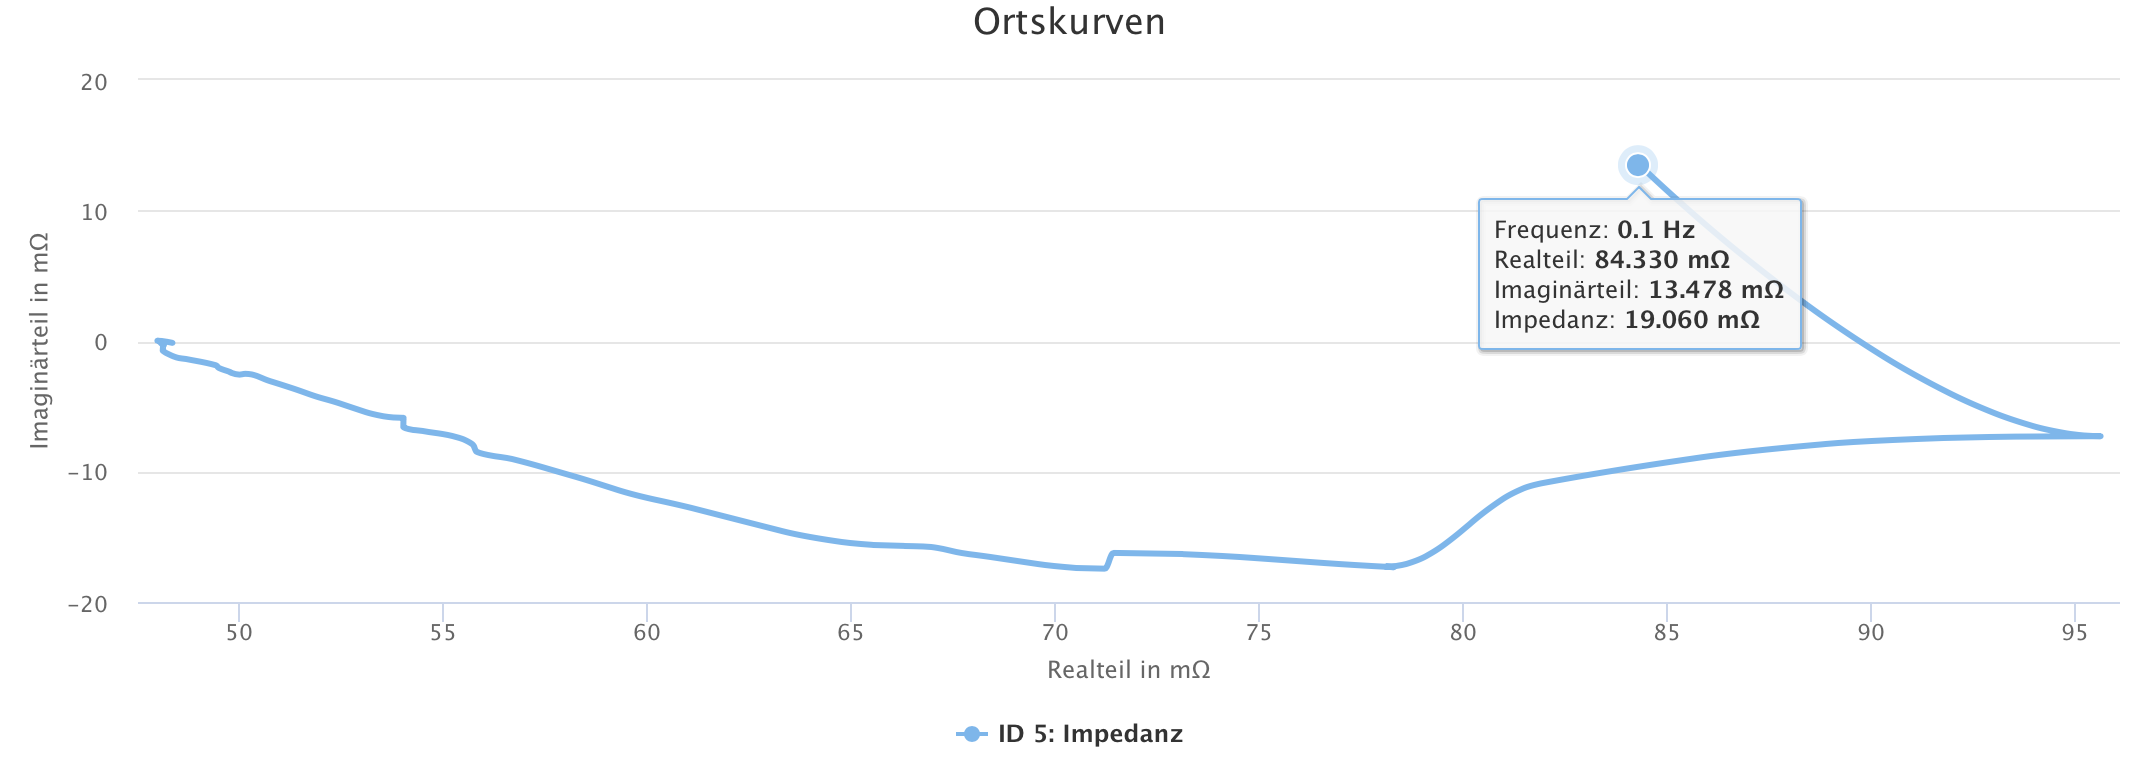 Ortskurven
20
10
0
-10
-20
Imaginärteil in mΩ
Frequenz: 0.1 Hz
Realteil: 84.330 mΩ
Imaginärteil: 13.478 mΩ
Impedanz: 19.060 mΩ
50 55 60 65 70 75 80 85 90 95
Realteil in mΩ
ID 5: Impedanz